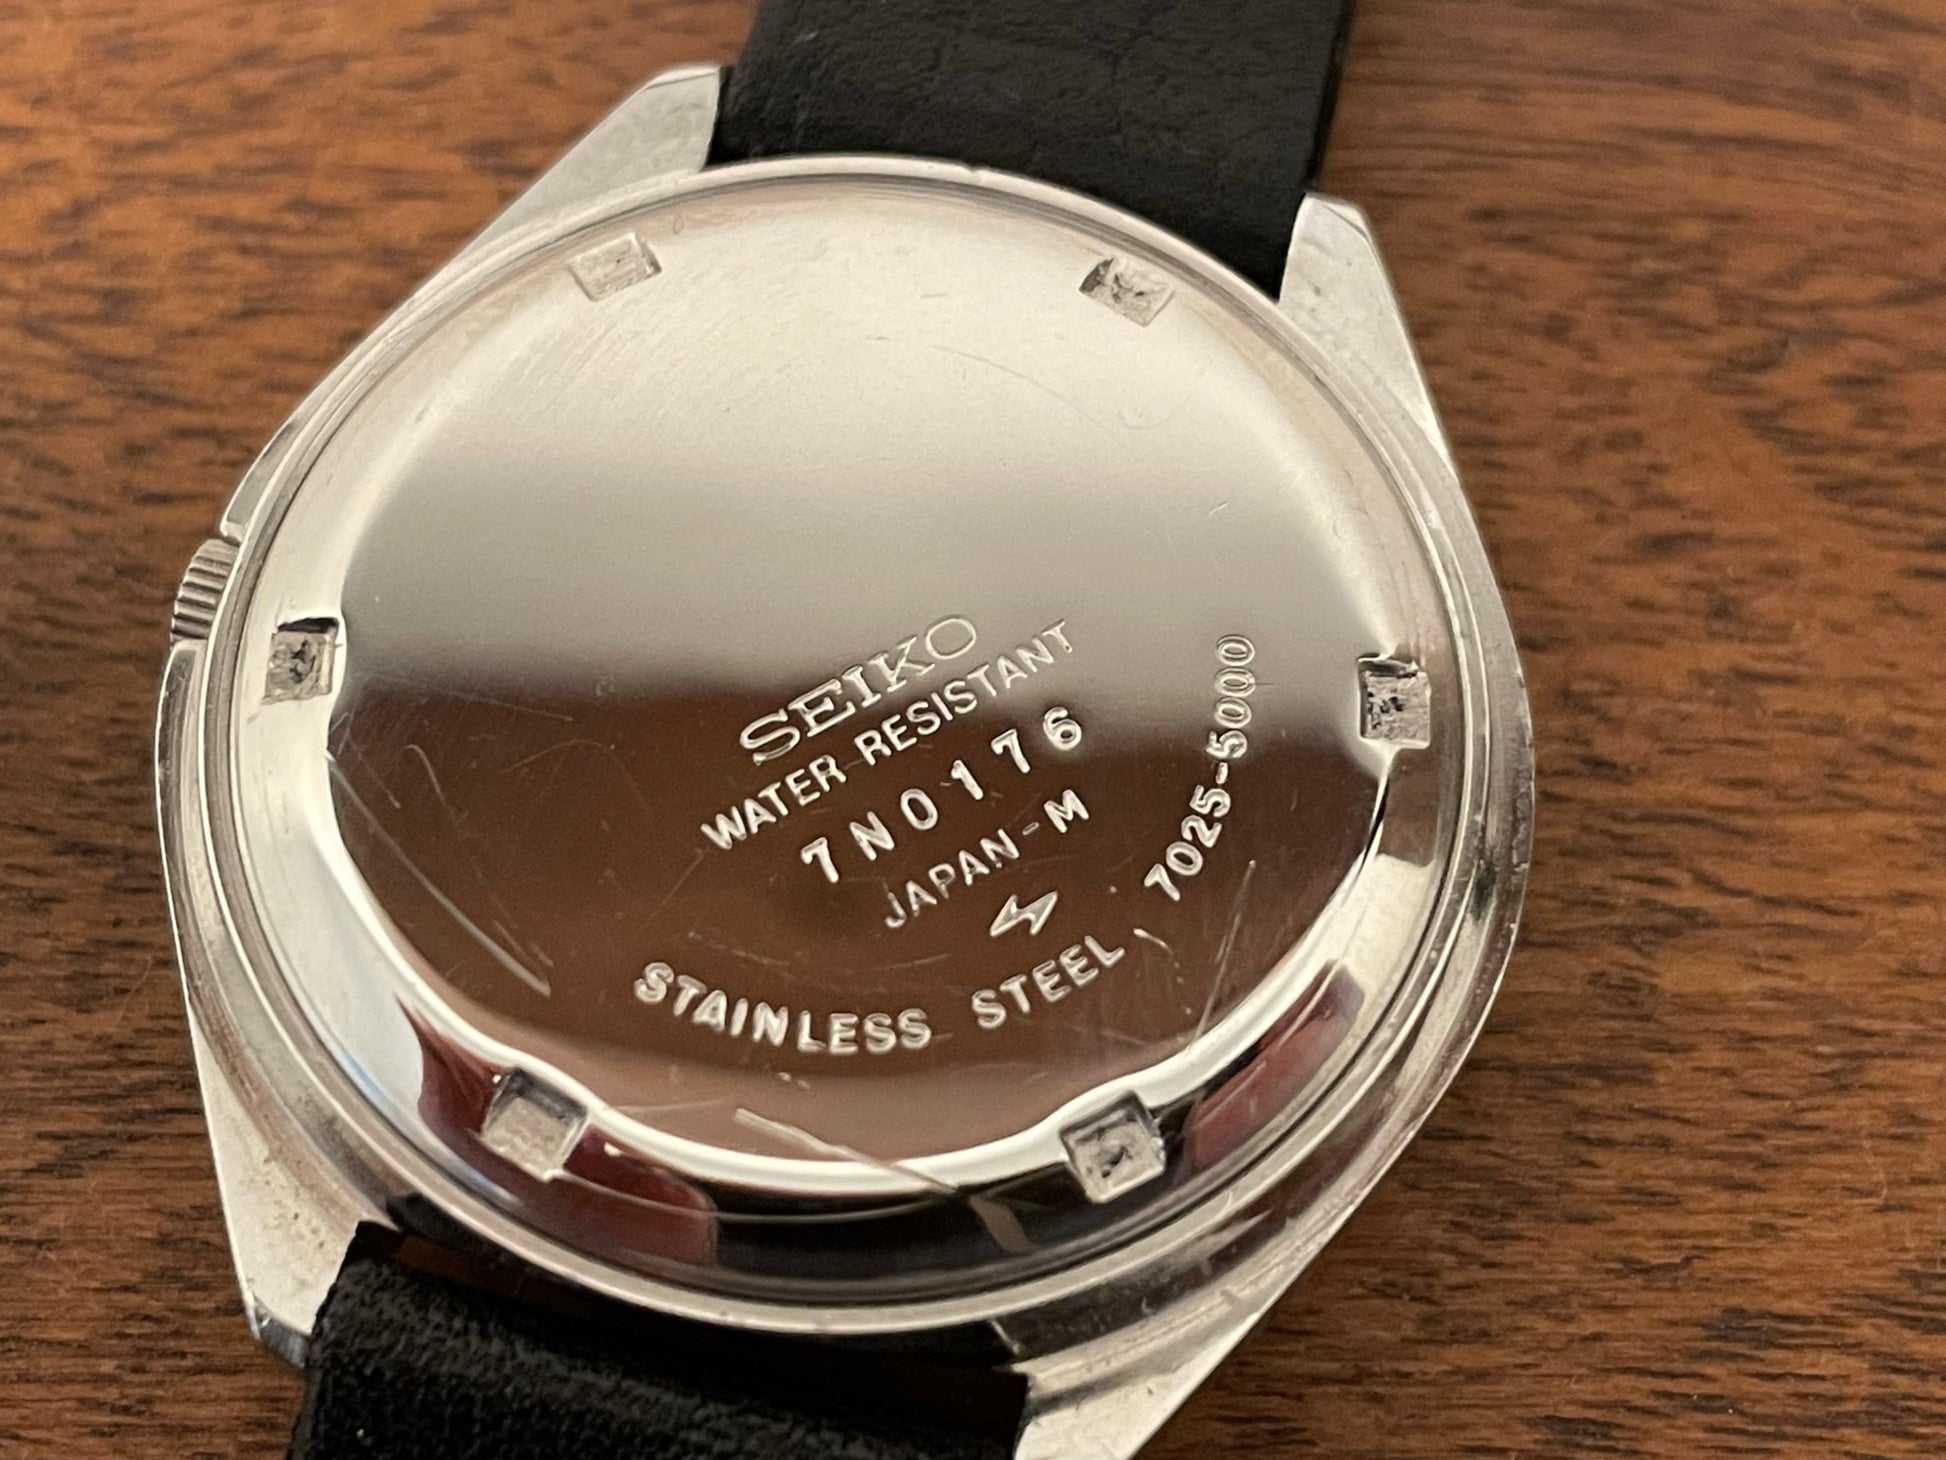 SEIKO
WATER RESISTANT
7N0176
JAPAN-M
STAINLESS STEEL
7025-5000